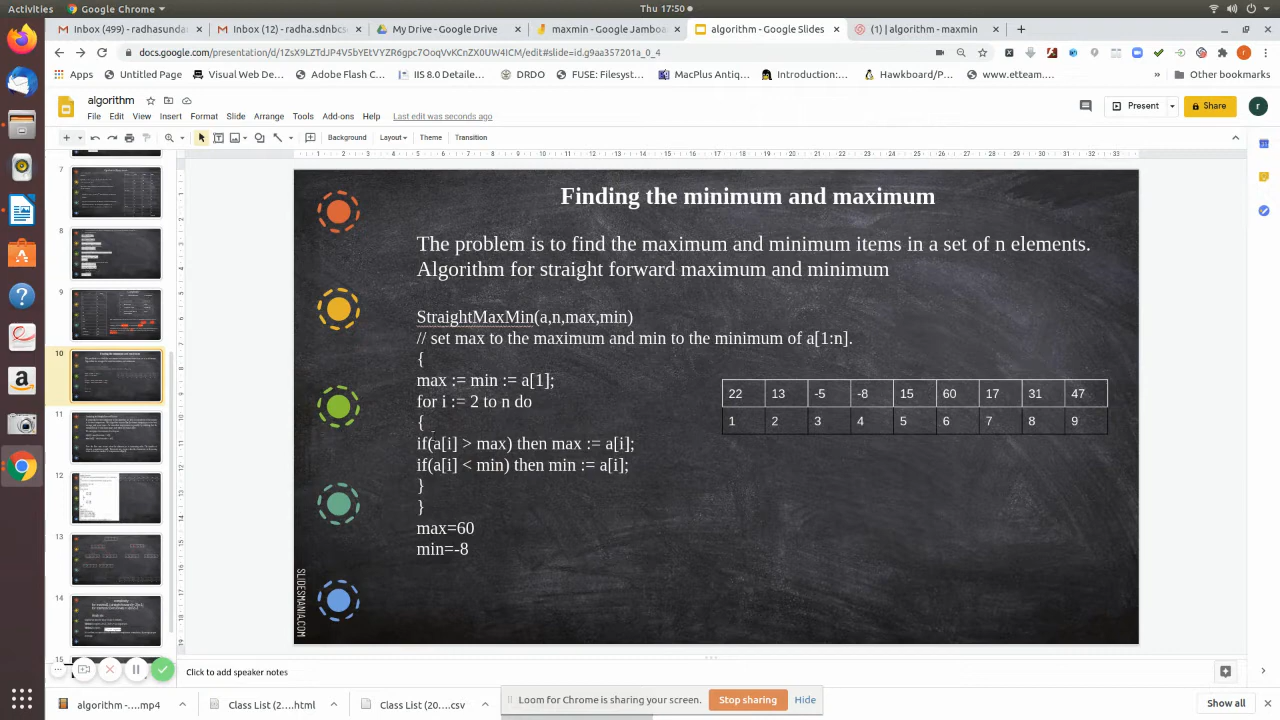 Activities
Google Chrome
Thu 17:50
Inbox (499) - radhasundar
Inbox (12) - radha.sdnbcs
My Drive - Google Drive
maxmin - Google Jamboa
algorithm - Google Slides
(1) | algorithm - maxmin
docs.google.com/presentation/d/1ZsX9LZTdJP4V5bYEtVYZR6gpc7OoqVvKCnZX0UW4ICM/edit#slide=id.g9aa357201a_0_4
Apps
Untitled Page
Visual Web De...
Adobe Flash C...
IIS 8.0 Detaile...
DRDO
FUSE: Filesyst...
MacPlus Antiq...
Introduction:...
Hawkboard/P...
www.etteam...
Other bookmarks
algorithm
File Edit View Insert Format Slide Arrange Tools Add-ons Help
Last edit was seconds ago
Present
Share
r
Background Layout Theme Transition
7
8
9
10
11
12
13
14
15
Finding the minimum and maximum
The problem is to find the maximum and minimum items in a set of n elements.
Algorithm for straight forward maximum and minimum
StraightMaxMin(a,n,max,min)
// set max to the maximum and min to the minimum of a[1:n].
{
max := min := a[1];
for i := 2 to n do
{
if(a[i] > max) then max := a[i];
if(a[i] < min) then min := a[i];
}
}
max=60
min=-8
22 13 -5 -8 15 60 17 31 47
1 2 3 4 5 6 7 8 9
SLIDESMANIA.COM
Click to add speaker notes
algorithm -....mp4
Class List (2....html
Class List (20....csv
Loom for Chrome is sharing your screen.
Stop sharing
Hide
Show all